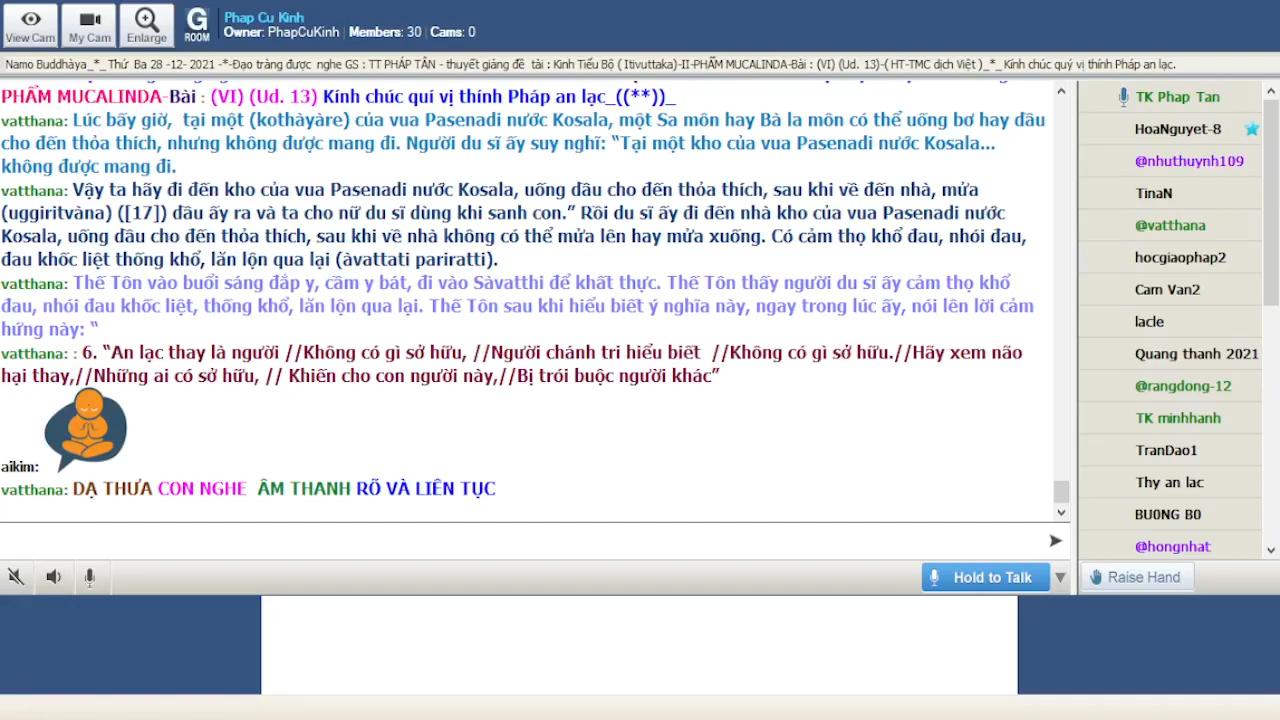 View Cam
My Cam
Enlarge
G
ROOM
Phap Cu Kinh
Owner: PhapCuKinh | Members: 30 | Cams: 0
Namo Buddhàya_*_Thứ Ba 28 -12- 2021 -*-Đạo tràng được nghe GS : TT PHÁP TÂN - thuyết giảng đề tài : Kinh Tiểu Bộ ( Itivuttaka)-II-PHẨM MUCALINDA-Bài : (VI) (Ud. 13)-( HT-TMC dịch Việt )_*_ Kính chúc quý vị thính Pháp an lạc.
PHẨM MUCALINDA-Bài : (VI) (Ud. 13) Kính chúc quí vị thính Pháp an lạc_((**))_
vatthana: Lúc bấy giờ, tại một (kothàyàre) của vua Pasenadi nước Kosala, một Sa môn hay Bà la môn có thể uống bơ hay dầu
cho đến thỏa thích, nhưng không được mang đi. Người du sĩ ấy suy nghĩ: “Tại một kho của vua Pasenadi nước Kosala...
không được mang đi.
vatthana: Vậy ta hãy đi đến kho của vua Pasenadi nước Kosala, uống dầu cho đến thỏa thích, sau khi về đến nhà, mửa
(uggiritvàna) ([17]) dầu ấy ra và ta cho nữ du sĩ dùng khi sanh con.” Rồi du sĩ ấy đi đến nhà kho của vua Pasenadi nước
Kosala, uống dầu cho đến thỏa thích, sau khi về nhà không có thể mửa lên hay mửa xuống. Có cảm thọ khổ đau, nhói đau,
đau khốc liệt thống khổ, lăn lộn qua lại (àvattati pariratti).
vatthana: Thế Tôn vào buổi sáng đắp y, cầm y bát, đi vào Sàvatthi để khất thực. Thế Tôn thấy người du sĩ ấy cảm thọ khổ
đau, nhói đau khốc liệt, thống khổ, lăn lộn qua lại. Thế Tôn sau khi hiểu biết ý nghĩa này, ngay trong lúc ấy, nói lên lời cảm
hứng này: “
vatthana: : 6. “An lạc thay là người //Không có gì sở hữu, //Người chánh tri hiểu biết //Không có gì sở hữu.//Hãy xem não
hại thay,//Những ai có sở hữu, // Khiến cho con người này,//Bị trói buộc người khác”
aikim:
vatthana: DẠ THƯA CON NGHE ÂM THANH RÕ VÀ LIÊN TỤC
Hold to Talk
TK Phap Tan
HoaNguyet-8
@nhuthuynh109
TinaN
@vatthana
hocgiaophap2
Cam Van2
lacle
Quang thanh 2021
@rangdong-12
TK minhhanh
TranDao1
Thy an lac
BU0NG B0
@hongnhat
Raise Hand